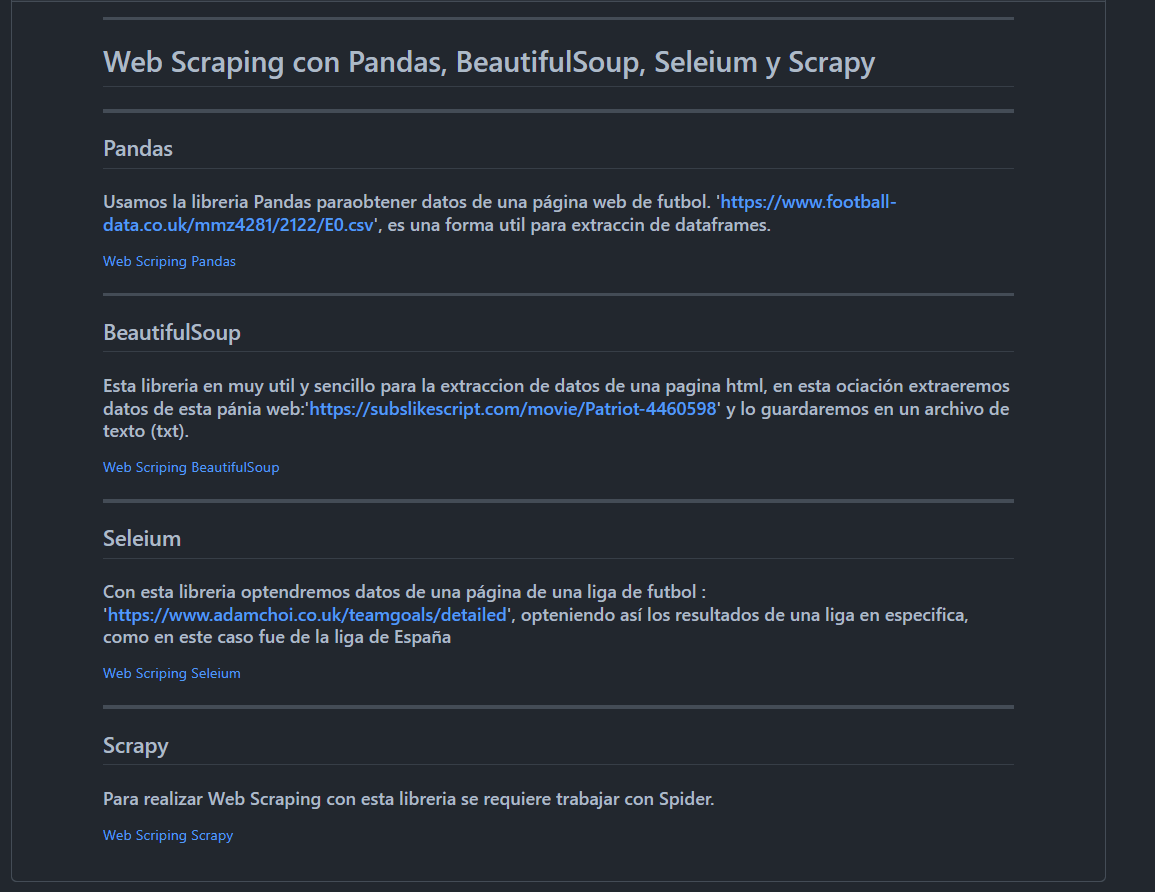 Web Scraping con Pandas, BeautifulSoup, Seleium y Scrapy
Pandas
Usamos la libreria Pandas paraobtener datos de una página web de futbol. 'https://www.football-
data.co.uk/mmz4281/2122/E0.csv', es una forma util para extraccin de dataframes.
Web Scriping Pandas
BeautifulSoup
Esta libreria en muy util y sencillo para la extraccion de datos de una pagina html, en esta ociación extraeremos
datos de esta pánia web:'https://subslikescript.com/movie/Patriot-4460598' y lo guardaremos en un archivo de
texto (txt).
Web Scriping BeautifulSoup
Seleium
Con esta libreria optendremos datos de una página de una liga de futbol :
'https://www.adamchoi.co.uk/teamgoals/detailed', opteniendo así los resultados de una liga en especifica,
como en este caso fue de la liga de España
Web Scriping Seleium
Scrapy
Para realizar Web Scraping con esta libreria se requiere trabajar con Spider.
Web Scriping Scrapy